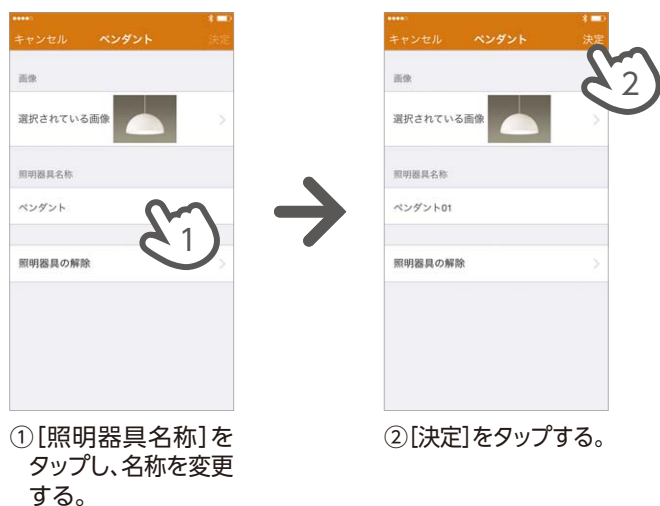 キャンセル ペンダント 決定
画像
選択されている画像
照明器具名称
ペンダント
1
照明器具の解除
①[照明器具名称]を
タップし、名称を変更
する。
キャンセル ペンダント 決定
2
画像
選択されている画像
照明器具名称
ペンダント01
照明器具の解除
②[決定]をタップする。